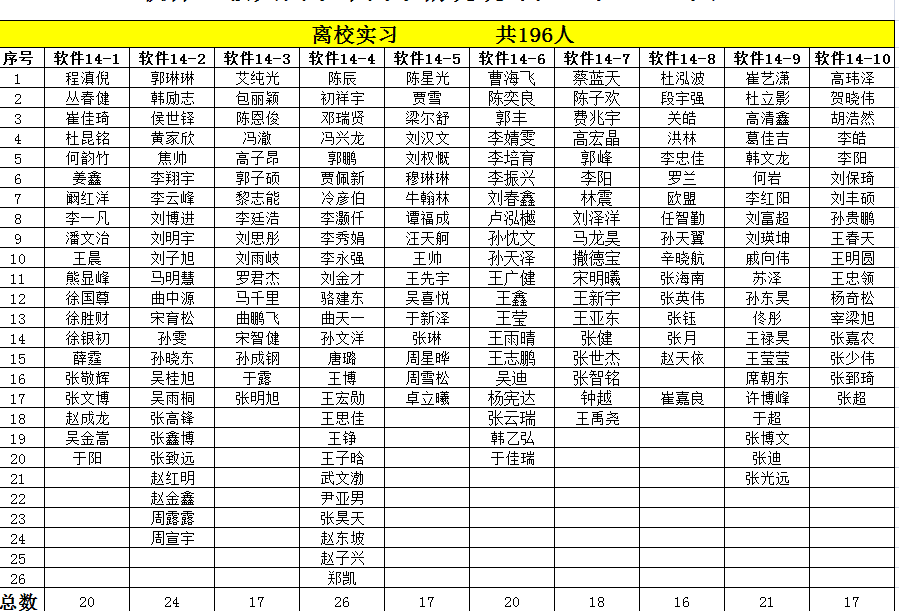 离校实习 共196人
序号 软件14-1 软件14-2 软件14-3 软件14-4 软件14-5 软件14-6 软件14-7 软件14-8 软件14-9 软件14-10
1 程滇倪 郭琳琳 艾纯光 陈辰 陈星光 曹海飞 蔡蓝天 杜泓波 崔艺潇 高玮泽
2 丛春健 韩励志 包丽颖 初祥宇 贾雪 陈奕良 陈子欢 段宇强 杜立影 贺晓伟
3 崔佳琦 侯世铎 陈恩俊 邓瑞贤 梁尔舒 郭丰 费兆宇 关皓 高清鑫 胡浩然
4 杜昆铭 黄家欣 冯澈 冯兴龙 刘汉文 李婧雯 高宏晶 洪林 葛佳吉 李皓
5 何韵竹 焦帅 高子昂 郭鹏 刘权慨 李培育 郭峰 李忠佳 韩文龙 李阳
6 姜鑫 李翔宇 郭子硕 贾佩新 穆琳琳 李振兴 李阳 罗兰 何岩 刘保琦
7 阚红洋 李云峰 黎志能 冷彦伯 牛翰林 刘春鑫 林震 欧盟 李红阳 刘丰硕
8 李一凡 刘博进 李廷浩 李灏仟 谭福成 卢泓樾 刘泽洋 任智勤 刘富超 孙贵鹏
9 潘文治 刘明宇 刘思彤 李秀娟 汪天舸 孙忱文 马龙昊 孙天翼 刘瑛坤 王春天
10 王晨 刘子旭 刘雨岐 李永强 王帅 孙天泽 撒德宝 辛晓航 戚向伟 王明圆
11 熊显峰 马明慧 罗君杰 刘金才 王先宇 王广健 宋明曦 张海南 苏泽 王忠领
12 徐国尊 曲中源 马千里 骆建东 吴喜悦 王鑫 王新宇 张英伟 孙东昊 杨奇松
13 徐胜财 宋育松 曲鹏飞 曲天一 于新泽 王莹 王亚东 张钰 佟彤 宰梁旭
14 徐银初 孙雯 宋智健 孙文洋 张琳 王雨晴 张健 张月 王禄昊 张嘉农
15 薛霆 孙晓东 孙成钢 唐璐 周星晔 王志鹏 张世杰 赵天依 王莹莹 张少伟
16 张敬辉 吴桂旭 于露 王博 周雪松 吴迪 张智铭 席朝东 张郅琦
17 张文博 吴雨桐 张明旭 王宏勋 卓立曦 杨宪达 钟越 崔嘉良 许博峰 张超
18 赵成龙 张高锋 王思佳 张云瑞 王禹尧 于超
19 吴金嵩 张鑫博 王铮 韩乙弘 张博文
20 于阳 张致远 王子晗 于佳瑞 张迪
21 赵红明 武文渤 张光远
22 赵金鑫 尹亚男
23 周露露 张昊天
24 周宣宇 赵东坡
25 赵子兴
26 郑凯
总数 20 24 17 26 17 20 18 16 21 17